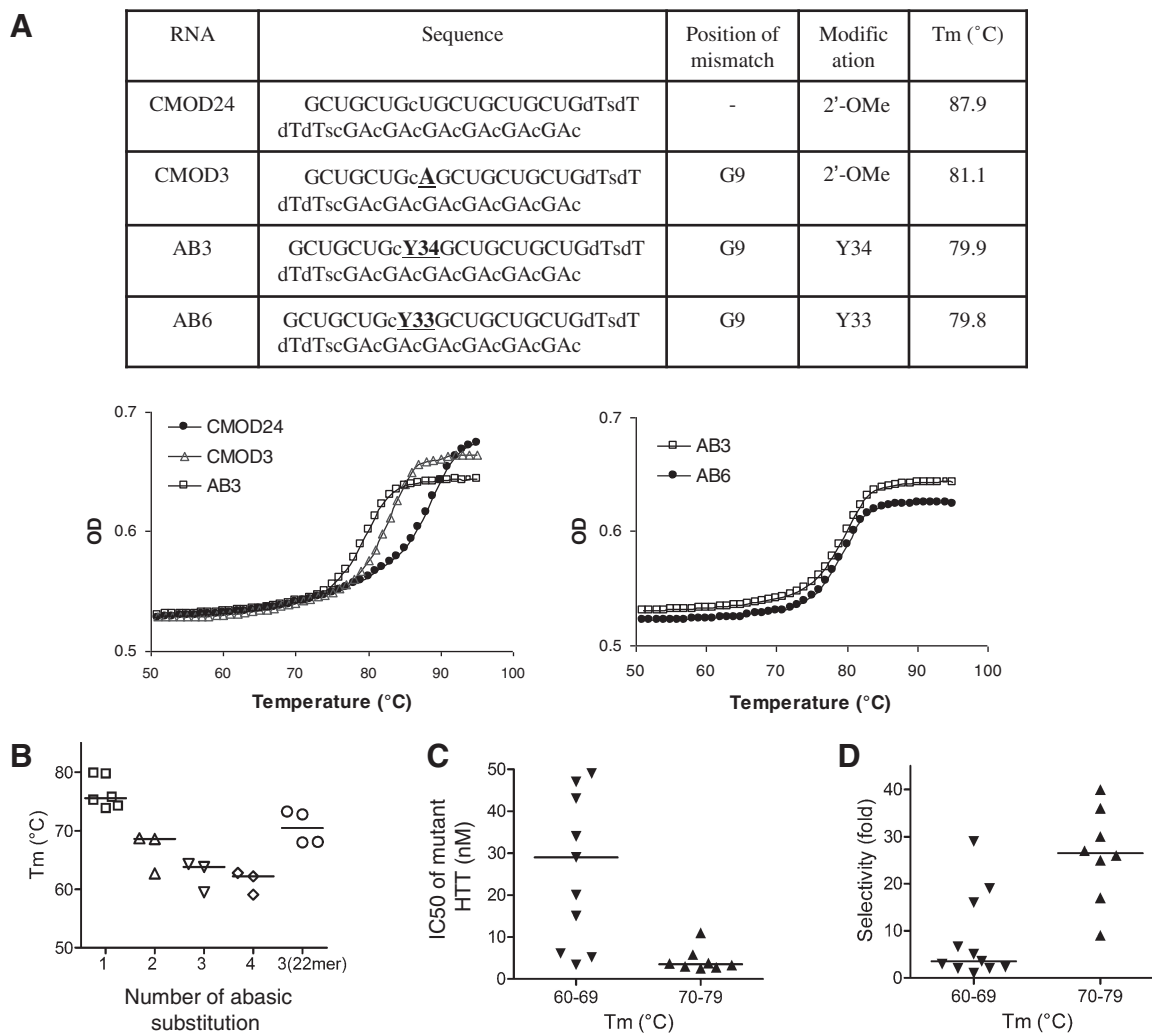 A
RNA Sequence Position of mismatch Modific ation Tm (°C)
CMOD24 GCUGCUGcUGCUGCUGCUGdTsdT - 2'-OMe 87.9
dTdTscGAcGAcGAcGAcGAcGAc
CMOD3 GCUGCUGcAGCUGCUGCUGdTsdT G9 2'-OMe 81.1
dTdTscGAcGAcGAcGAcGAcGAc
AB3 GCUGCUGcY34GCUGCUGCUGdTsdT G9 Y34 79.9
dTdTscGAcGAcGAcGAcGAcGAc
AB6 GCUGCUGcY33GCUGCUGCUGdTsdT G9 Y33 79.8
dTdTscGAcGAcGAcGAcGAcGAc
0.7
0.6
0.5
OD
CMOD24
CMOD3
AB3
50 60 70 80 90 100
Temperature (°C)
0.7
0.6
0.5
OD
AB3
AB6
50 60 70 80 90 100
Temperature (°C)
B
80
70
60
50
Tm (°C)
1 2 3 4 3(22mer)
Number of abasic
substitution
C
50
40
30
20
10
0
IC50 of mutant
HTT (nM)
60-69 70-79
Tm (°C)
D
40
30
20
10
0
Selectivity (fold)
60-69 70-79
Tm (°C)